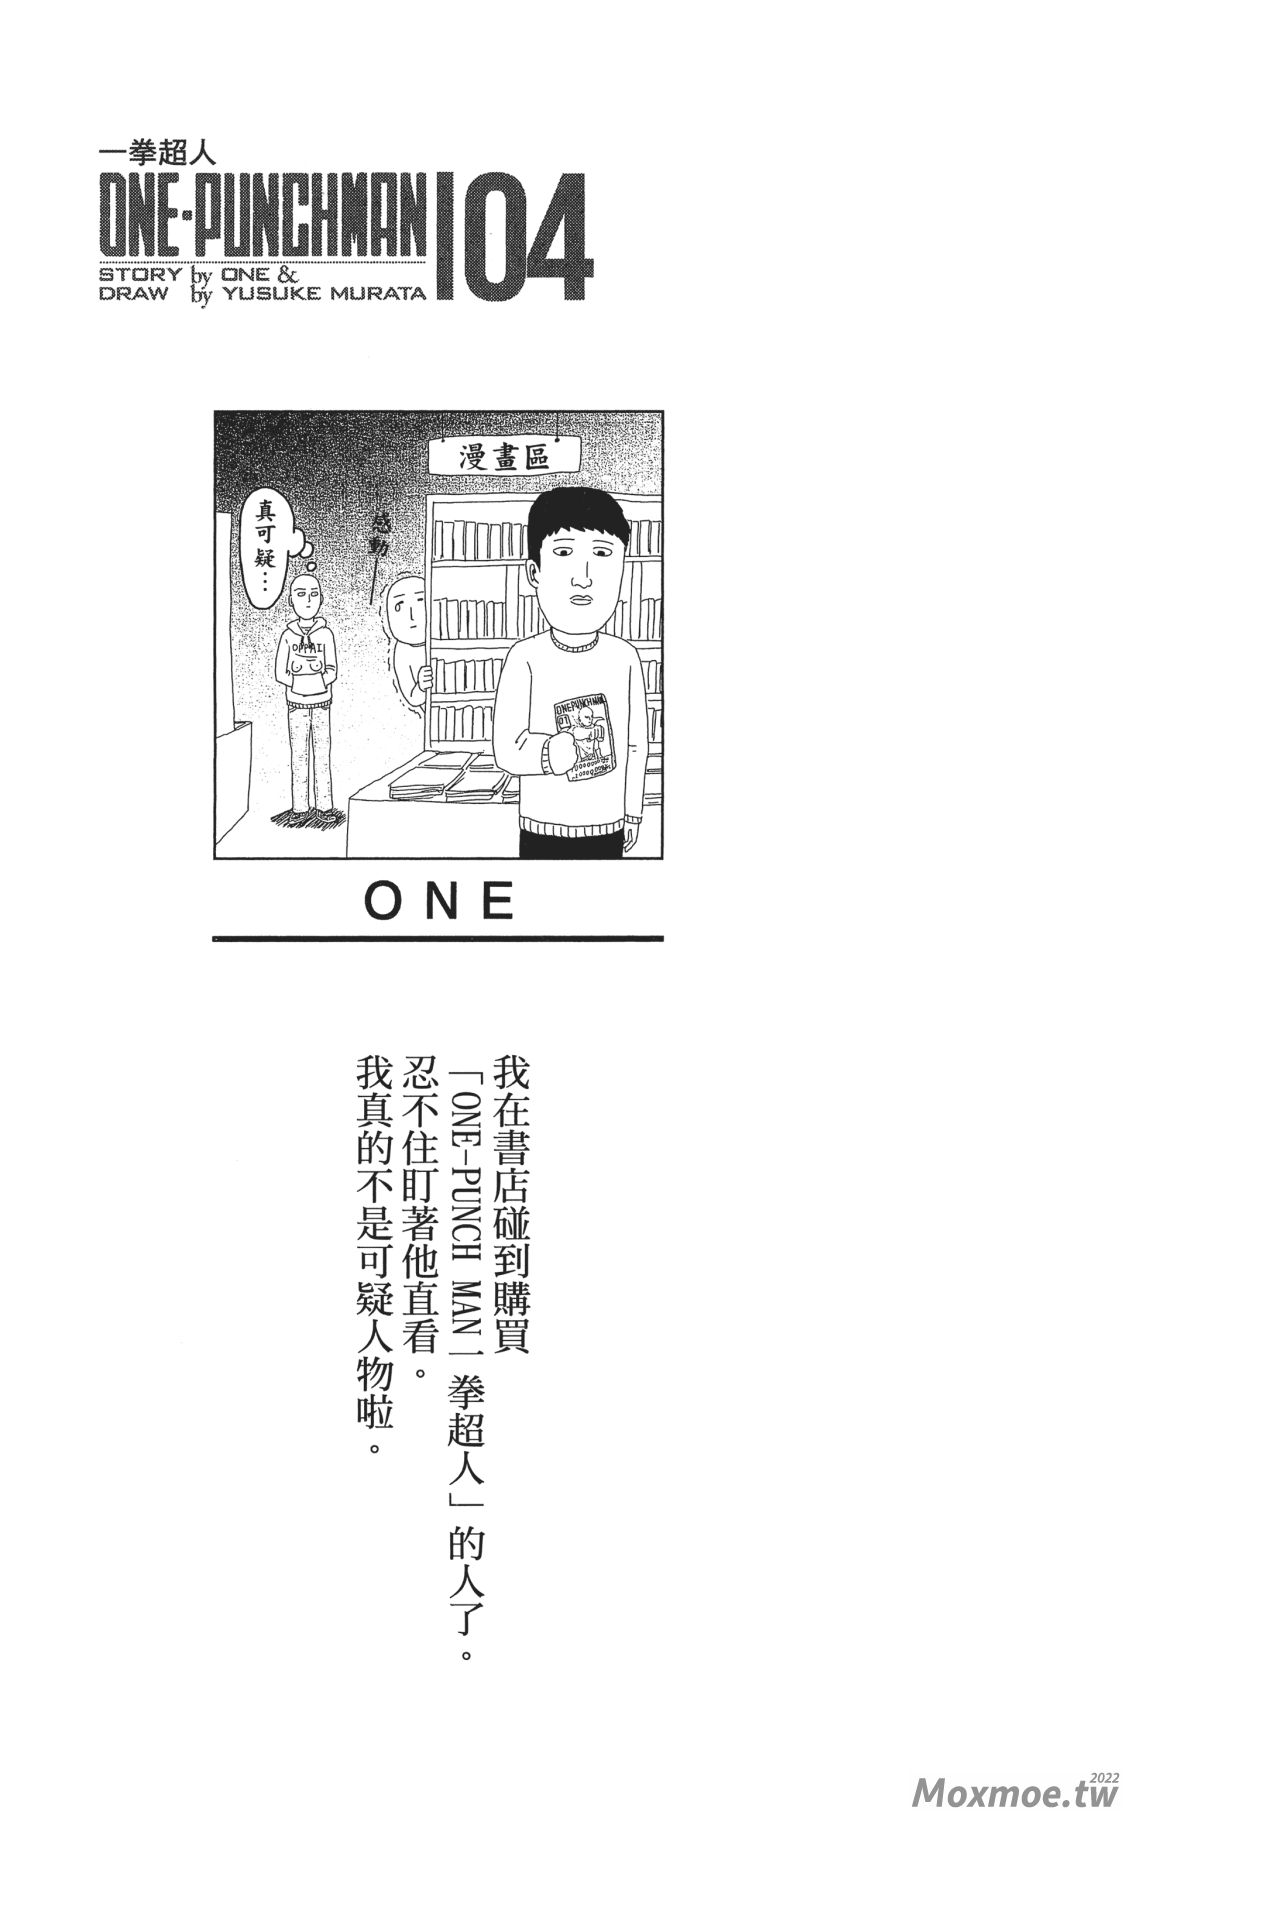 一拳超人
ONE-PUNCHMAN 04
STORY by ONE &
DRAW by YUSUKE MURATA
漫畫區
感動
真可疑…
OPPAI
ONEPUNCHMAN
01
ONE
我在書店碰到購買
「ONE-PUNCH MAN一拳超人」的人了。
忍不住盯著他直看。
我真的不是可疑人物啦。
2022
Moxmoe.tw